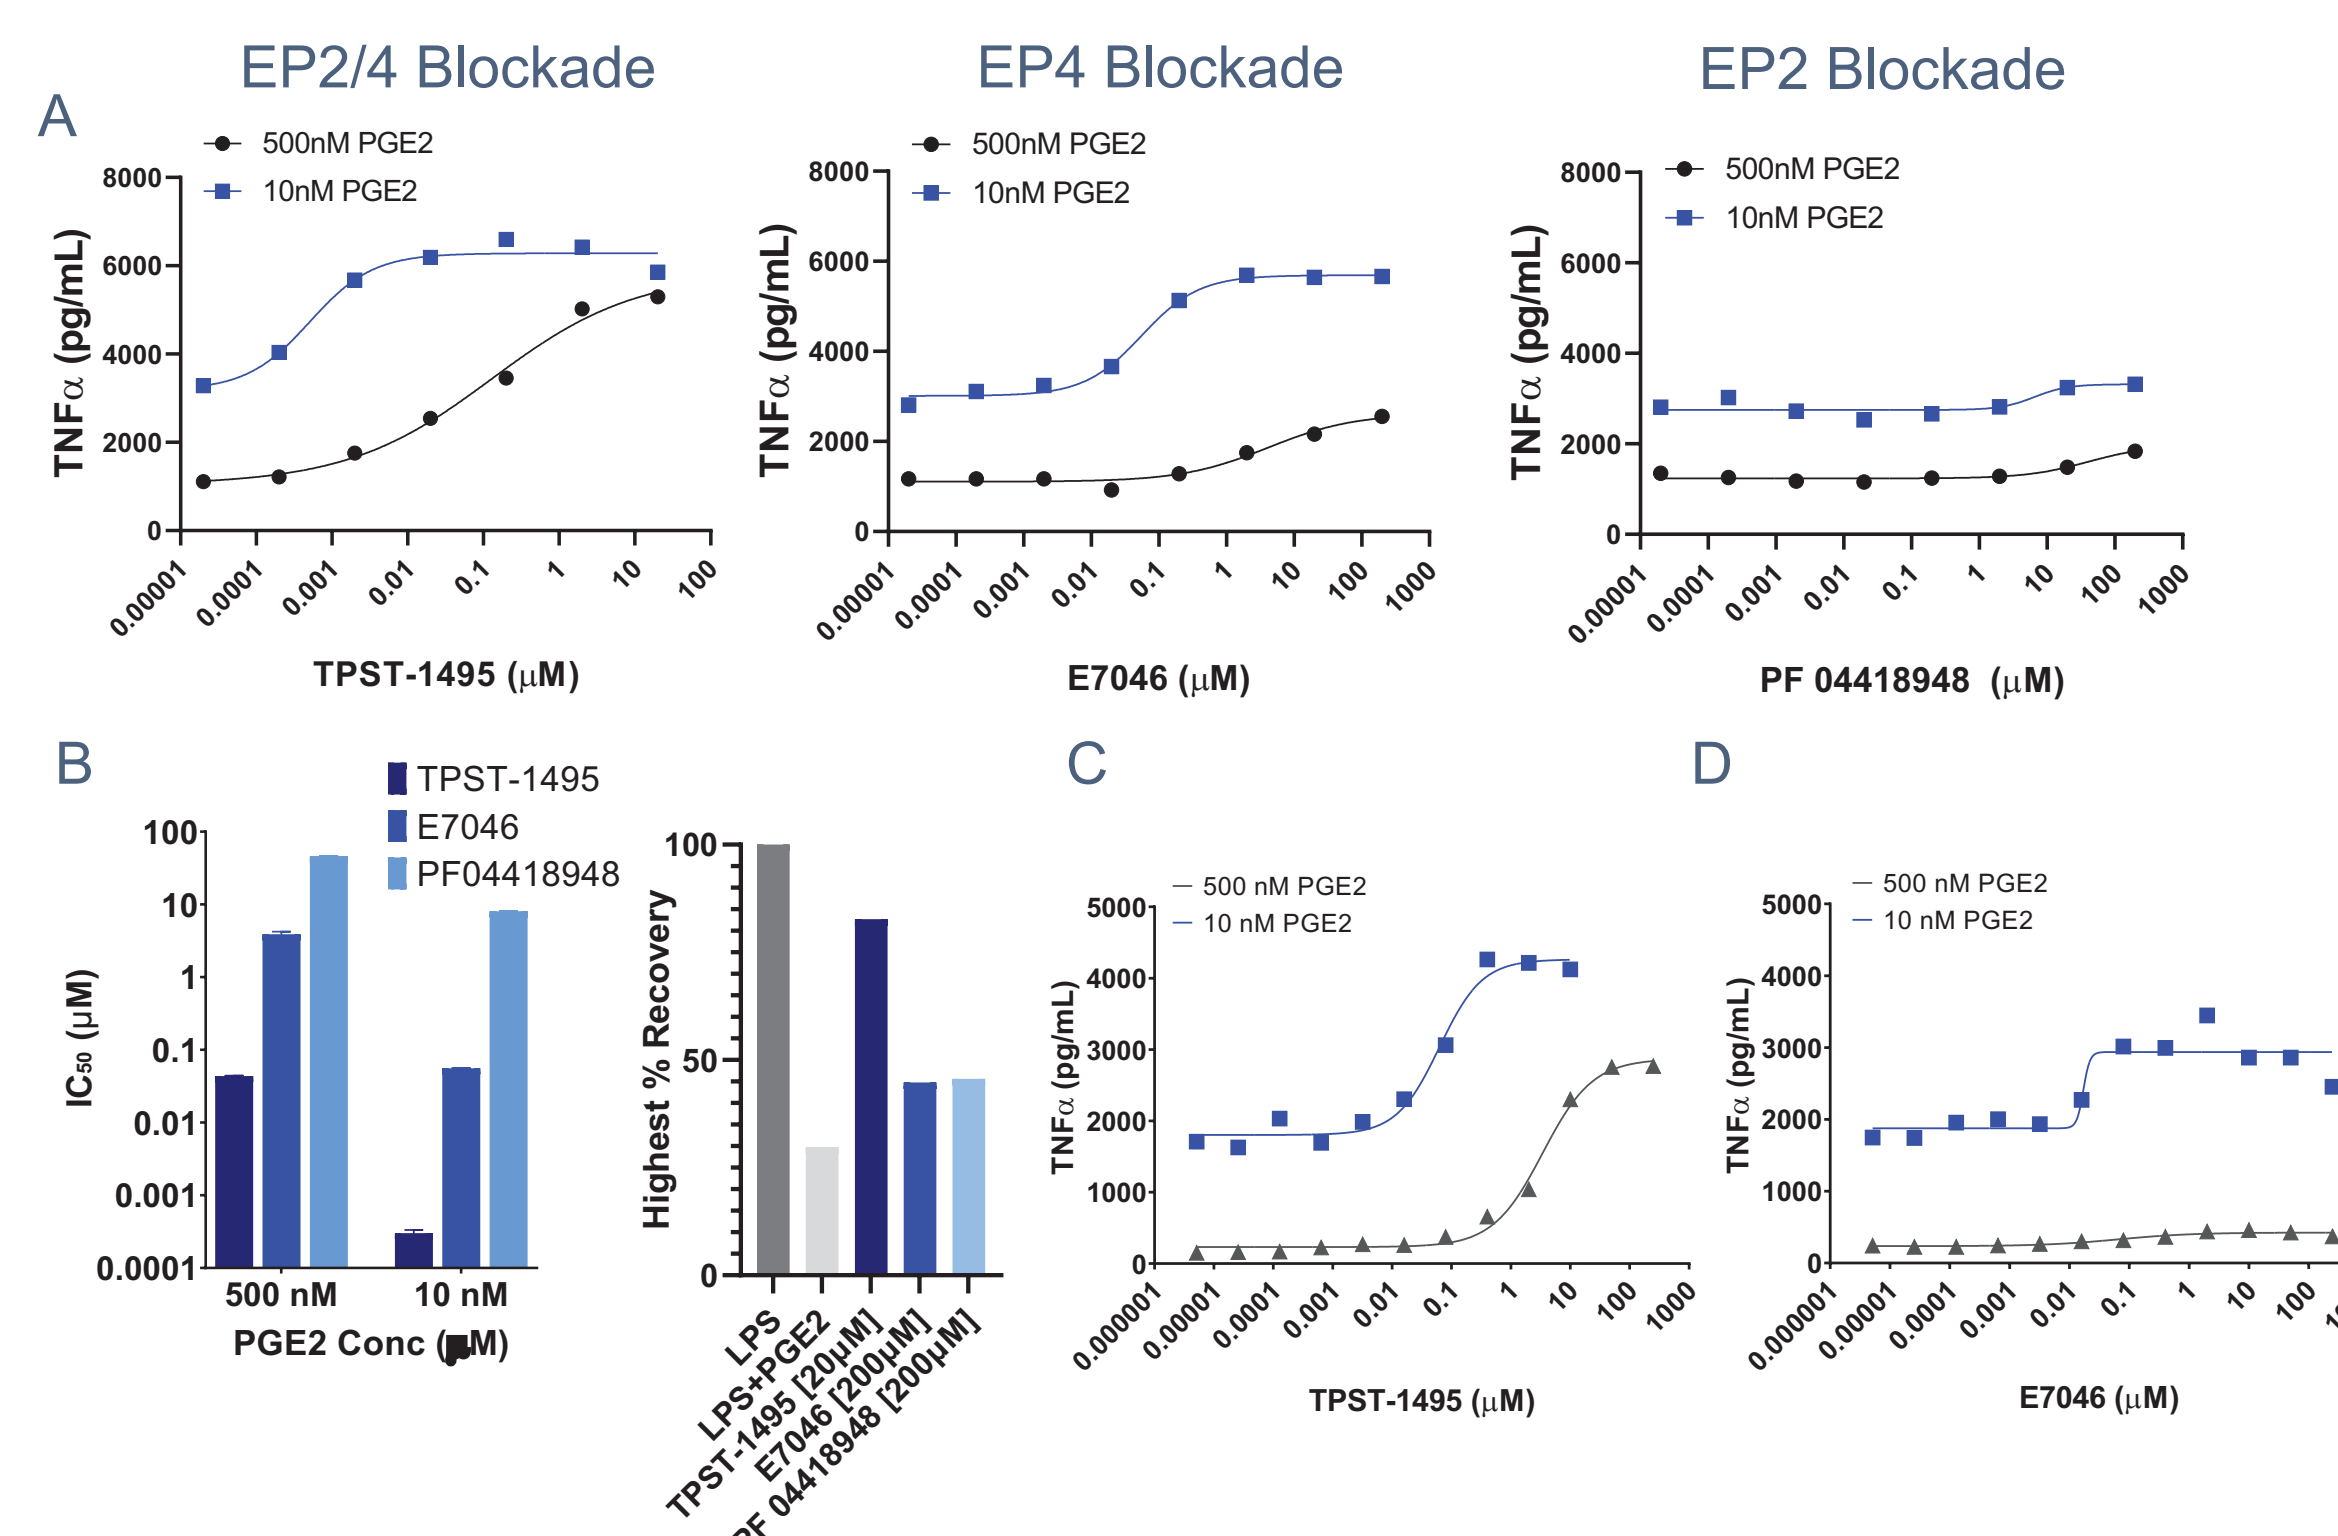 EP2/4 Blockade
EP4 Blockade
EP2 Blockade
A
500nM PGE2
10nM PGE2
8000
6000
4000
2000
0
TNFα (pg/mL)
0.00001
0.0001
0.001
0.01
0.1
1
10
100
TPST-1495 (μM)
500nM PGE2
10nM PGE2
8000
6000
4000
2000
0
TNFα (pg/mL)
0.00001
0.0001
0.001
0.01
0.1
1
10
100
1000
E7046 (μM)
500nM PGE2
10nM PGE2
8000
6000
4000
2000
0
TNFα (pg/mL)
0.00001
0.0001
0.001
0.01
0.1
1
10
100
1000
PF 04418948 (μM)
B
TPST-1495
E7046
PF04418948
100
10
1
0.1
0.01
0.001
0.0001
IC50 (μM)
500 nM
10 nM
PGE2 Conc (M)
100
50
0
Highest % Recovery
LPS
LPS+PGE2
TPST-1495 [20μM]
E7046 [200μM]
PF 04418948 [200μM]
C
500 nM PGE2
10 nM PGE2
5000
4000
3000
2000
1000
0
TNFα (pg/mL)
0.000001
0.00001
0.0001
0.001
0.01
0.1
1
10
100
1000
TPST-1495 (μM)
D
500 nM PGE2
10 nM PGE2
5000
4000
3000
2000
1000
0
TNFα (pg/mL)
0.000001
0.00001
0.0001
0.001
0.01
0.1
1
10
100
E7046 (μM)